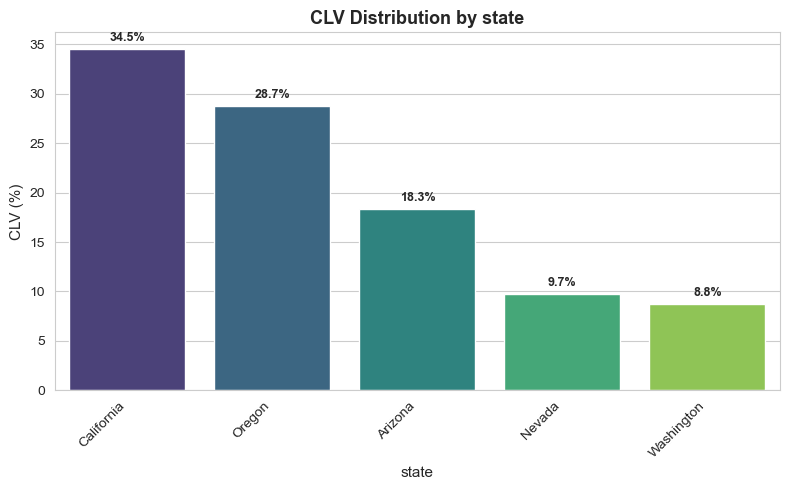 CLV Distribution by state
CLV (%)
35
30
25
20
15
10
5
0
34.5%
28.7%
18.3%
9.7%
8.8%
California
Oregon
Arizona
Nevada
Washington
state